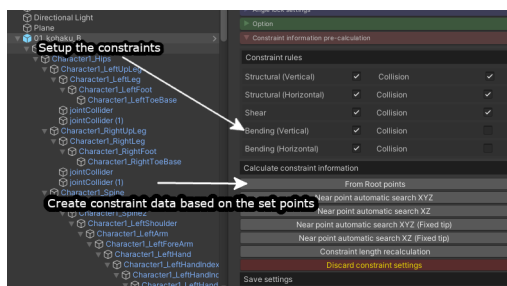 Directional Light
Plane
01_kohaku_B
Setup the constraints
Character1_Hips
Character1_LeftUpLeg
Character1_LeftLeg
Character1_LeftFoot
Character1_LeftToeBase
jointCollider
jointCollider (1)
Character1_RightUpLeg
Character1_RightLeg
Character1_RightFoot
Character1_RightToeBase
jointCollider
jointCollider (1)
Character1_Spine
Create constraint data based on the set points
Character1_Spine2
Character1_LeftShoulder
Character1_LeftArm
Character1_LeftForeArm
Character1_LeftHand
Character1_LeftHandIndex
Character1_LeftHandInd
Character1_LeftHand
Option
Constraint information pre-calculation
Constraint rules
Structural (Vertical) Collision
Structural (Horizontal) Collision
Shear Collision
Bending (Vertical) Collision
Bending (Horizontal) Collision
Calculate constraint information
From Root points
Near point automatic search XYZ
Near point automatic search XZ
Near point automatic search XYZ (Fixed tip)
Near point automatic search XZ (Fixed tip)
Constraint length recalculation
Discard constraint settings
Save settings